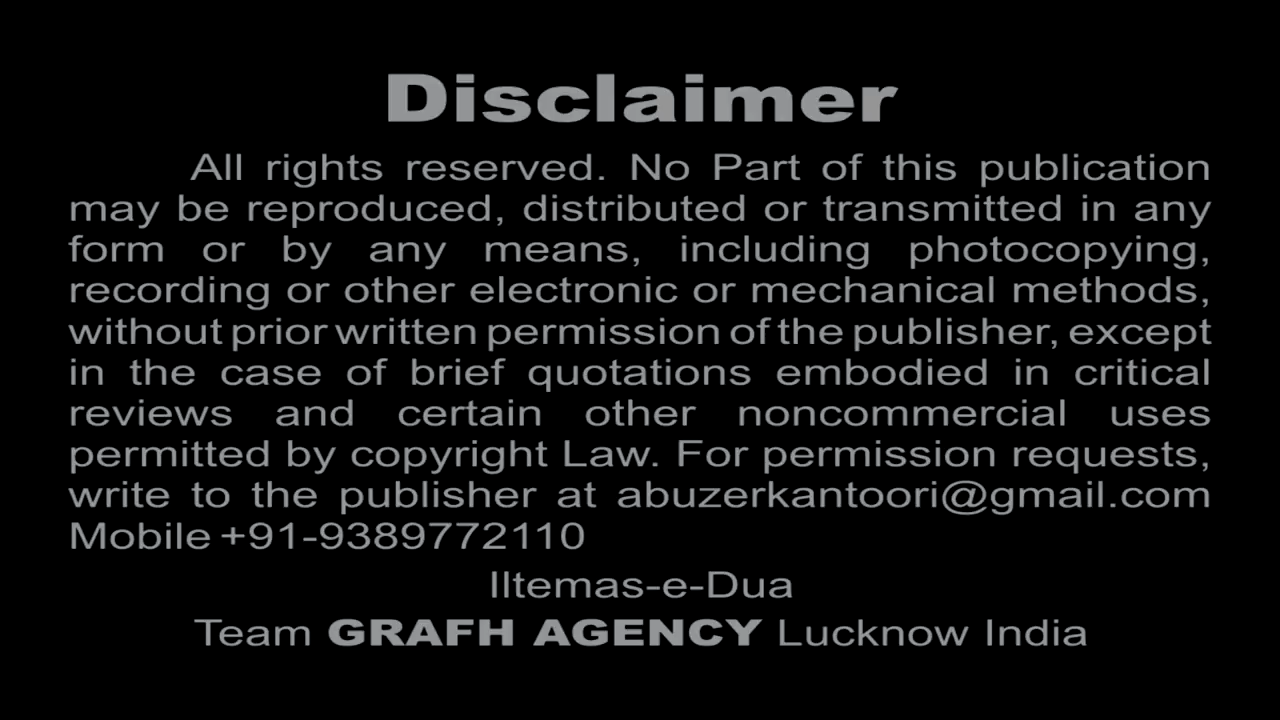 Disclaimer
All rights reserved. No Part of this publication
may be reproduced, distributed or transmitted in any
form or by any means, including photocopying,
recording or other electronic or mechanical methods,
without prior written permission of the publisher, except
in the case of brief quotations embodied in critical
reviews and certain other noncommercial uses
permitted by copyright Law. For permission requests,
write to the publisher at abuzerkantoori@gmail.com
Mobile +91-9389772110
Iltemas-e-Dua
Team GRAFH AGENCY Lucknow India